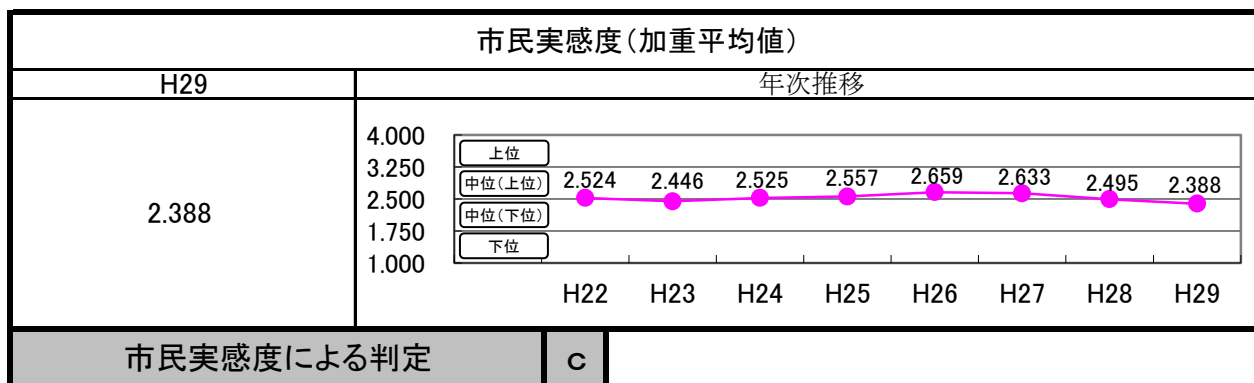 市民実感度(加重平均値)
H29 年次推移
2.388
4.000
3.250
2.500
1.750
1.000
上位
中位(上位)
中位(下位)
下位
2.524 2.446 2.525 2.557 2.659 2.633 2.495 2.388
H22 H23 H24 H25 H26 H27 H28 H29
市民実感度による判定 C